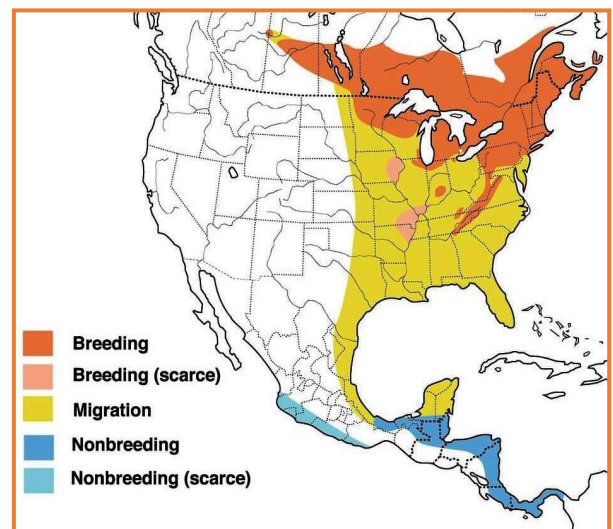 Breeding
Breeding (scarce)
Migration
Nonbreeding
Nonbreeding (scarce)